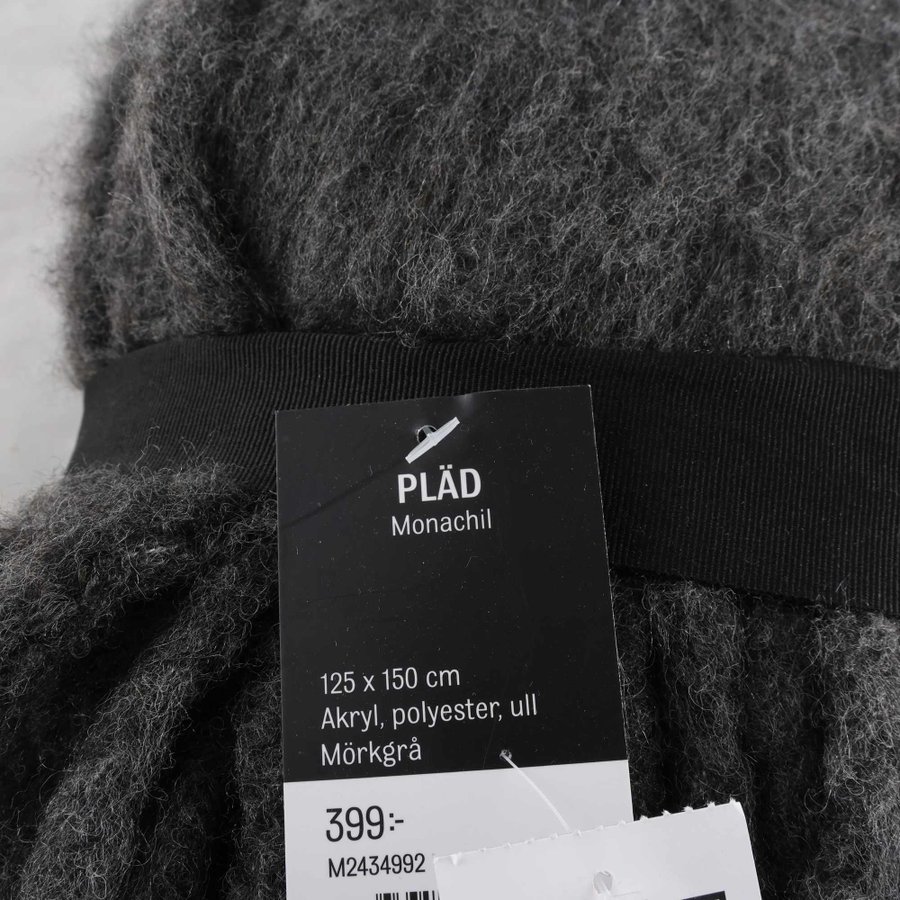 PLÄD
Monachil
125 x 150 cm
Akryl, polyester, ull
Mörkgrå
399:-
M2434992